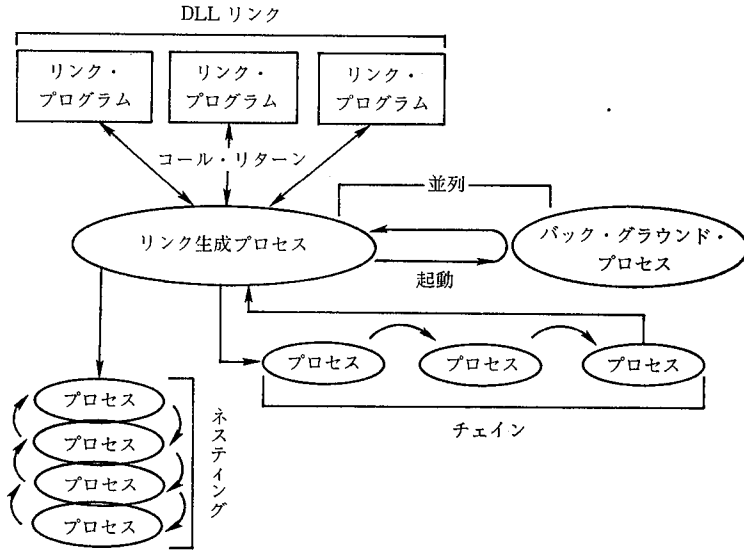 DLL リンク
リンク・
プログラム
リンク・
プログラム
リンク・
プログラム
コール・リターン
並列
リンク生成プロセス
バック・グラウンド・
プロセス
起動
プロセス
プロセス
プロセス
チェイン
プロセス
プロセス
プロセス
プロセス
ネスティング